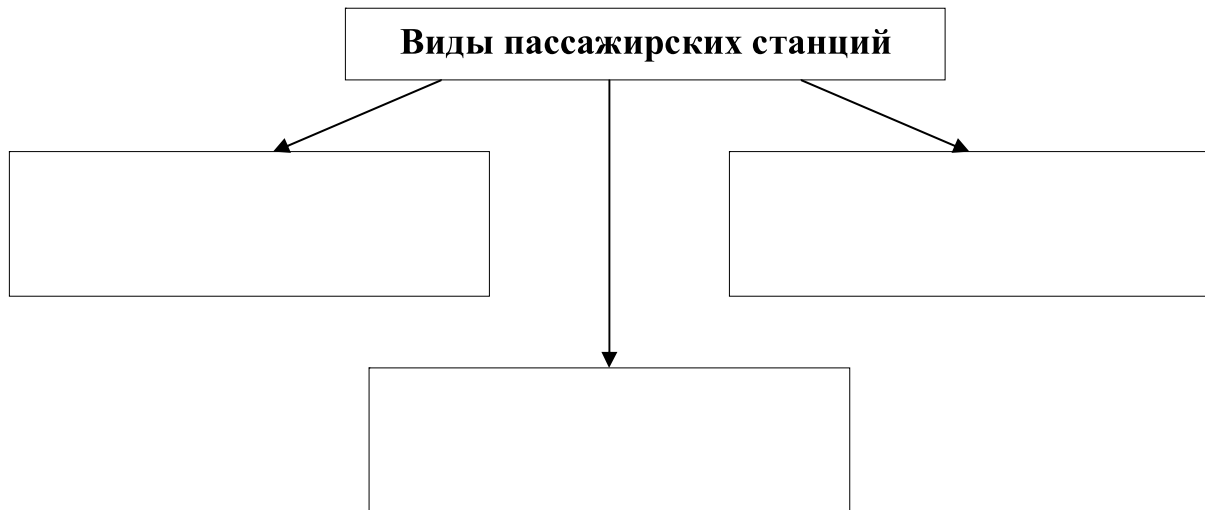 Виды пассажирских станций